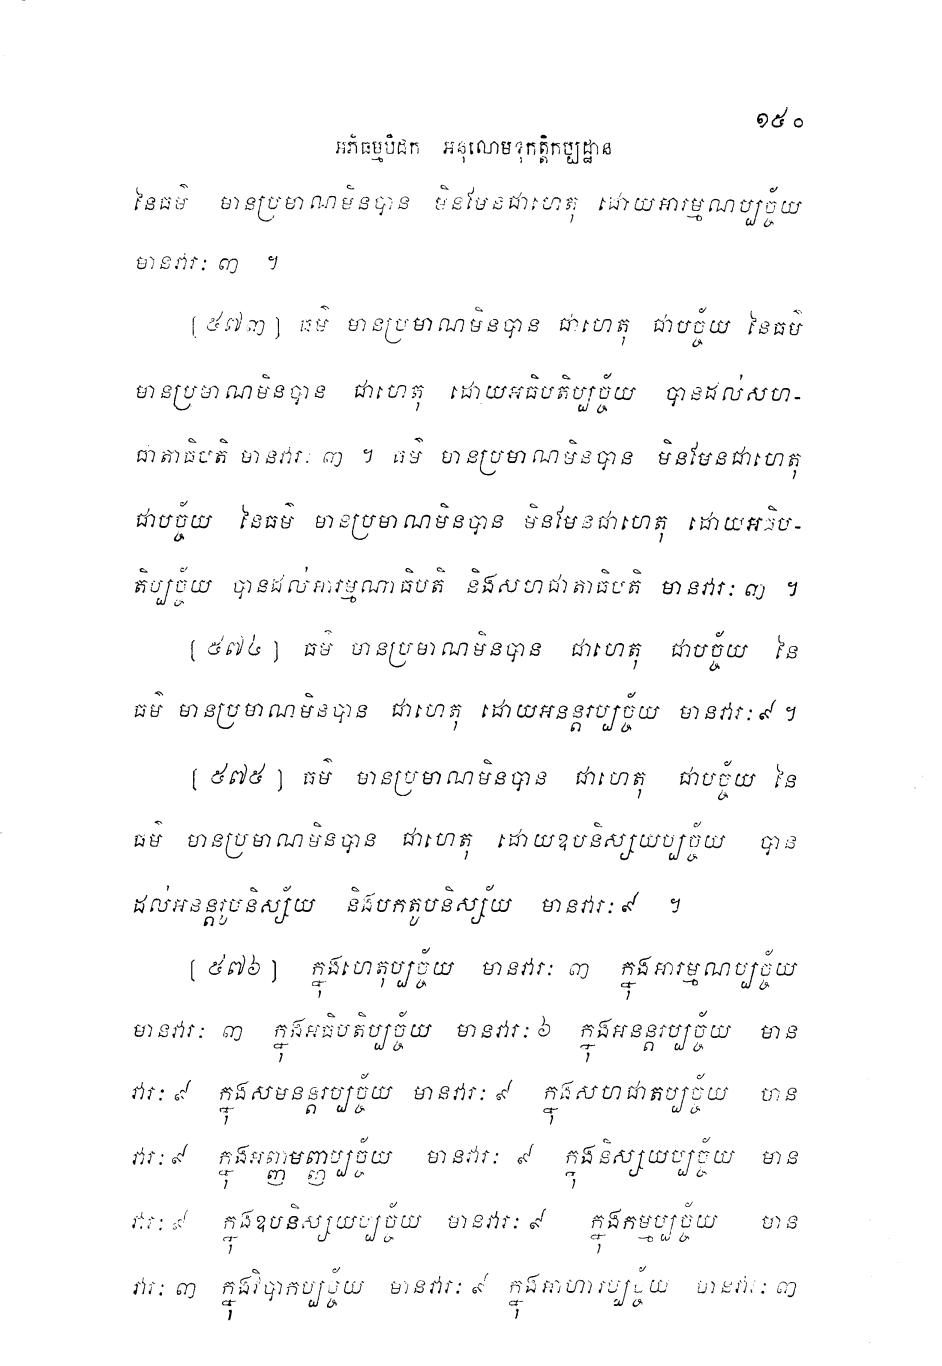 ១៥០
អភិធម្មបិដក អនុលោមទុកត្តិកប្បដ្ឋាន
នៃធម៌ មានប្រមាណមិនបាន មិនមែនជាហេតុ ដោយអារម្មណប្បច្ច័យ
មានវារៈ ៣ ។
[ ៥៧៣ ] ធម៌ មានប្រមាណមិនបាន ជាហេតុ ជាបច្ច័យ នៃធម៌
មានប្រមាណមិនបាន ជាហេតុ ដោយអធិបតិប្បច្ច័យ បានដល់សហ-
ជាតាធិបតិ មានវារៈ ៣ ។ ធម៌ មានប្រមាណមិនបាន មិនមែនជាហេតុ
ជាបច្ច័យ នៃធម៌ មានប្រមាណមិនបាន មិនមែនជាហេតុ ដោយអធិប-
តិប្បច្ច័យ បានដល់អារម្មណាធិបតិ និងសហជាតាធិបតិ មានវារៈ ៣ ។
[ ៥៧៤ ] ធម៌ មានប្រមាណមិនបាន ជាហេតុ ជាបច្ច័យ នៃ
ធម៌ មានប្រមាណមិនបាន ជាហេតុ ដោយអនន្តរប្បច្ច័យ មានវារៈ ៩ ។
[ ៥៧៥ ] ធម៌ មានប្រមាណមិនបាន ជាហេតុ ជាបច្ច័យ នៃ
ធម៌ មានប្រមាណមិនបាន ជាហេតុ ដោយឧបនិស្សយប្បច្ច័យ បាន
ដល់អនន្តរូបនិស្ស័យ និងបកតូបនិស្ស័យ មានវារៈ ៩ ។
[ ៥៧៦ ] ក្នុងហេតុប្បច្ច័យ មានវារៈ ៣ ក្នុងអារម្មណប្បច្ច័យ
មានវារៈ ៣ ក្នុងអធិបតិប្បច្ច័យ មានវារៈ ៦ ក្នុងអនន្តរប្បច្ច័យ មាន
វារៈ ៩ ក្នុងសមនន្តរប្បច្ច័យ មានវារៈ ៩ ក្នុងសហជាតប្បច្ច័យ មាន
វារៈ ៩ ក្នុងអញ្ញមញ្ញប្បច្ច័យ មានវារៈ ៩ ក្នុងនិស្សយប្បច្ច័យ មាន
វារៈ ៩ ក្នុងឧបនិស្សយប្បច្ច័យ មានវារៈ ៩ ក្នុងកម្មប្បច្ច័យ មាន
វារៈ ៣ ក្នុងវិបាកប្បច្ច័យ មានវារៈ ៩ ក្នុងអាហារប្បច្ច័យ មានវារៈ ៣